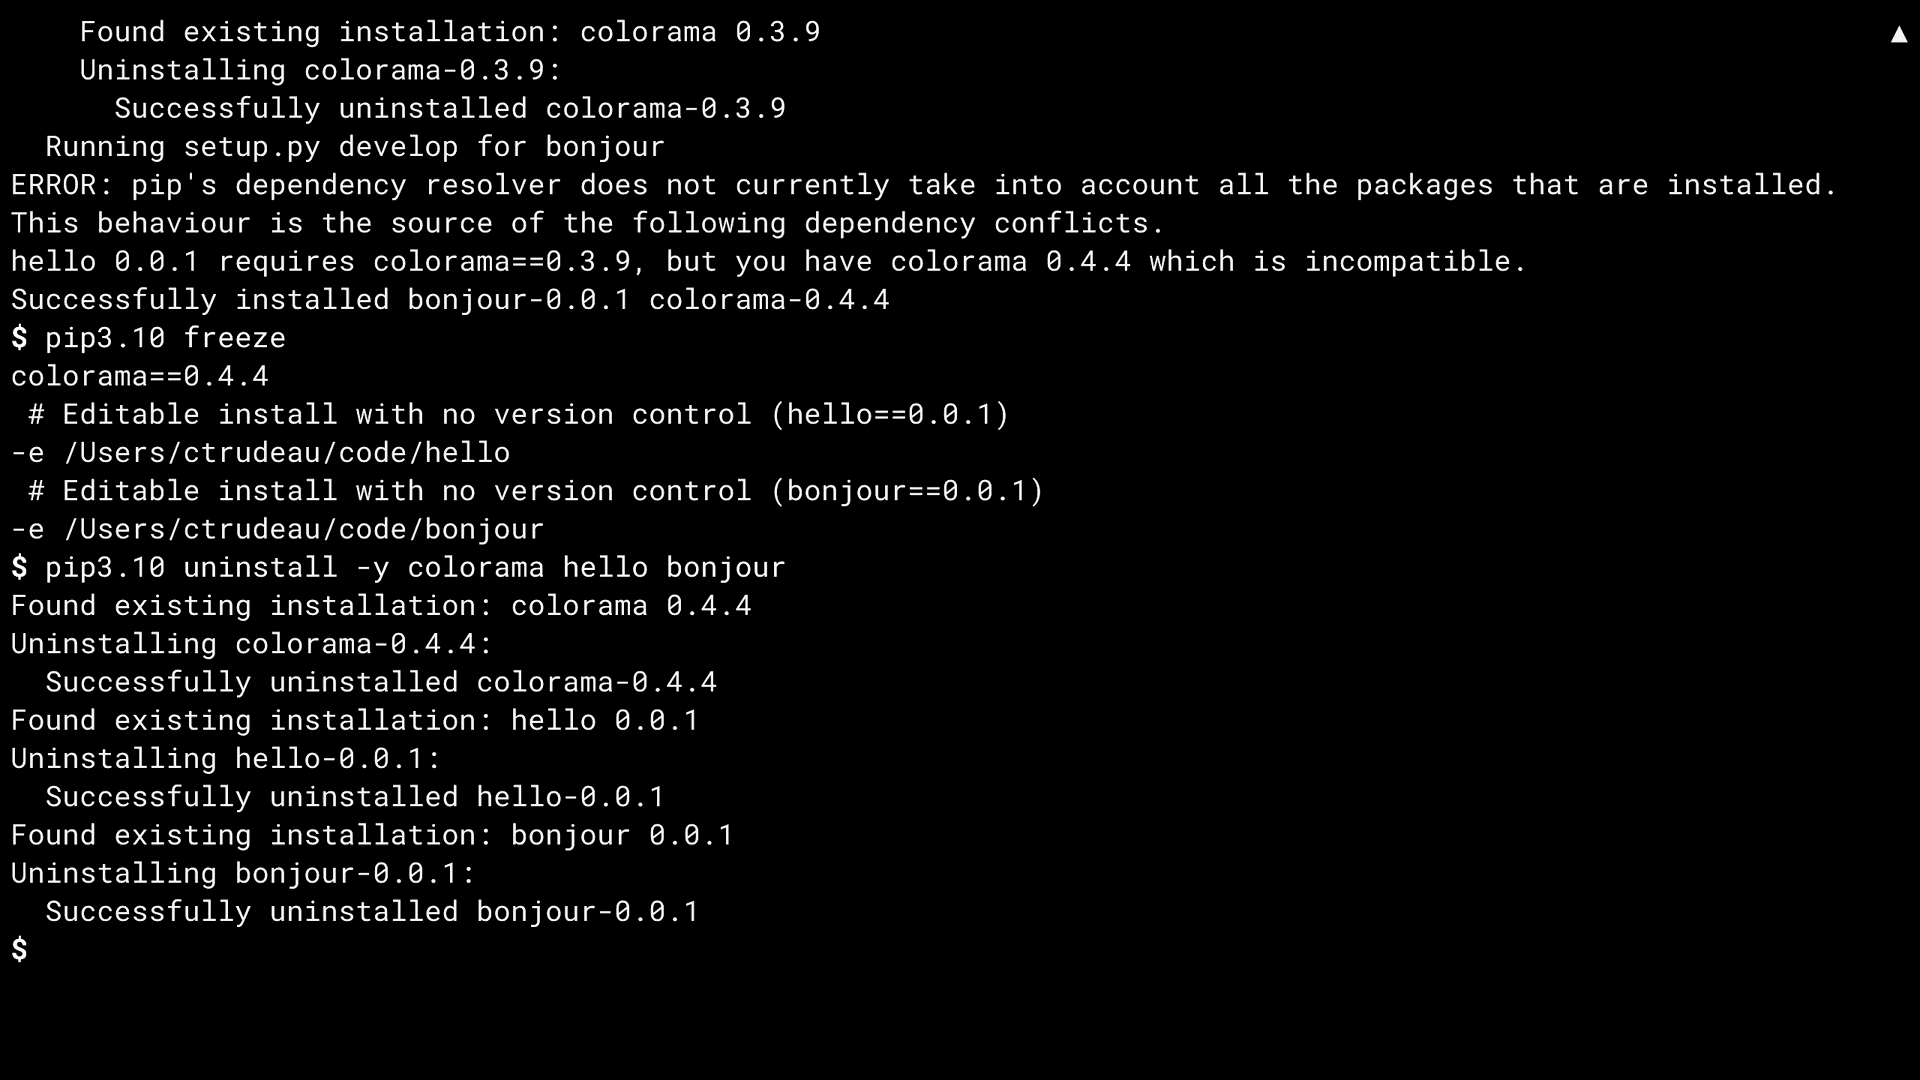 Found existing installation: colorama 0.3.9
▲
Uninstalling colorama-0.3.9:
Successfully uninstalled colorama-0.3.9
Running setup.py develop for bonjour
ERROR: pip's dependency resolver does not currently take into account all the packages that are installed.
This behaviour is the source of the following dependency conflicts.
hello 0.0.1 requires colorama==0.3.9, but you have colorama 0.4.4 which is incompatible.
Successfully installed bonjour-0.0.1 colorama-0.4.4
$ pip3.10 freeze
colorama==0.4.4
# Editable install with no version control (hello==0.0.1)
-e /Users/ctrudeau/code/hello
# Editable install with no version control (bonjour==0.0.1)
-e /Users/ctrudeau/code/bonjour
$ pip3.10 uninstall -y colorama hello bonjour
Found existing installation: colorama 0.4.4
Uninstalling colorama-0.4.4:
Successfully uninstalled colorama-0.4.4
Found existing installation: hello 0.0.1
Uninstalling hello-0.0.1:
Successfully uninstalled hello-0.0.1
Found existing installation: bonjour 0.0.1
Uninstalling bonjour-0.0.1:
Successfully uninstalled bonjour-0.0.1
$